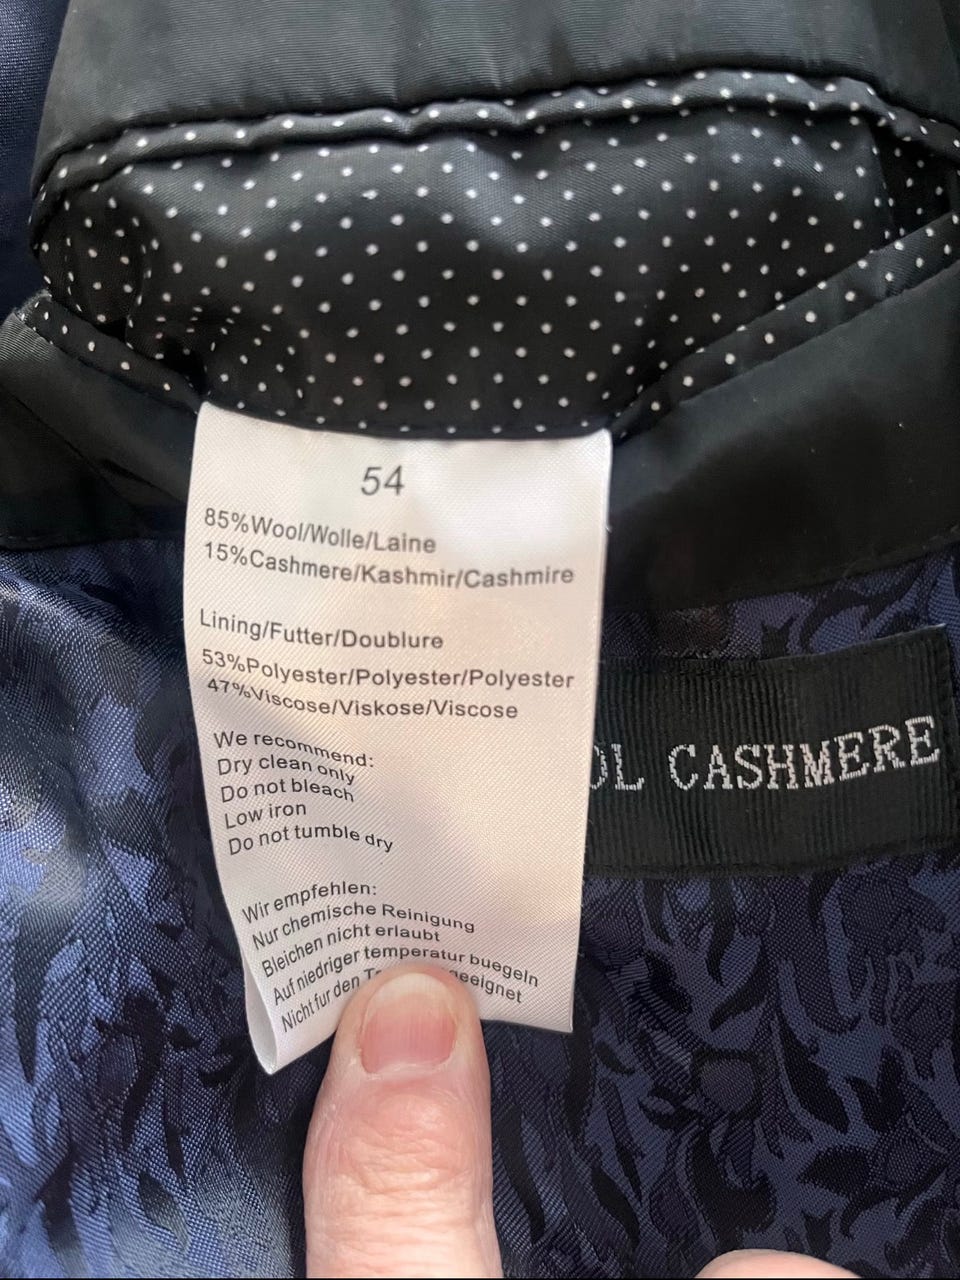 54
85%Wool/Wolle/Laine
15%Cashmere/Kashmir/Cashmire
Lining/Futter/Doublure
53%Polyester/Polyester/Polyester
47%Viscose/Viskose/Viscose
We recommend:
Dry clean only
Do not bleach
Low iron
Do not tumble dry
Wir empfehlen:
Nur chemische Reinigung
Bleichen nicht erlaubt
Auf niedriger temperatur buegeln
Nicht fur den geeignet
CASHMERE